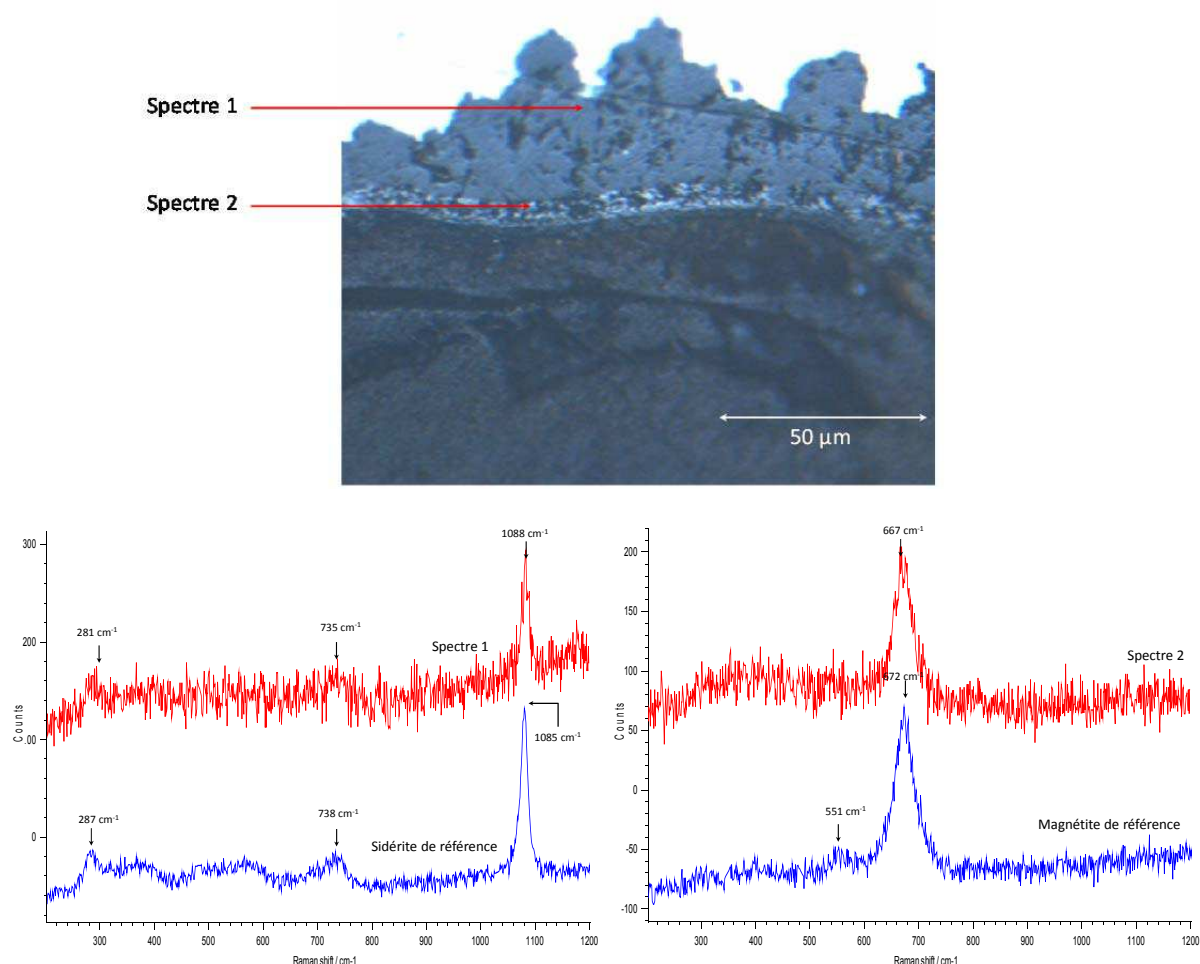 Spectre 1
Spectre 2
50 µm
300
200
100
0
Counts
1088 cm-1
281 cm-1
735 cm-1
Spectre 1
1085 cm-1
287 cm-1
738 cm-1
Sidérite de référence
300 400 500 600 700 800 900 1000 1100 1200
Raman shift / cm-1
200
150
100
50
0
-50
-100
Counts
667 cm-1
Spectre 2
672 cm-1
551 cm-1
Magnétite de référence
300 400 500 600 700 800 900 1000 1100 1200
Raman shift / cm-1